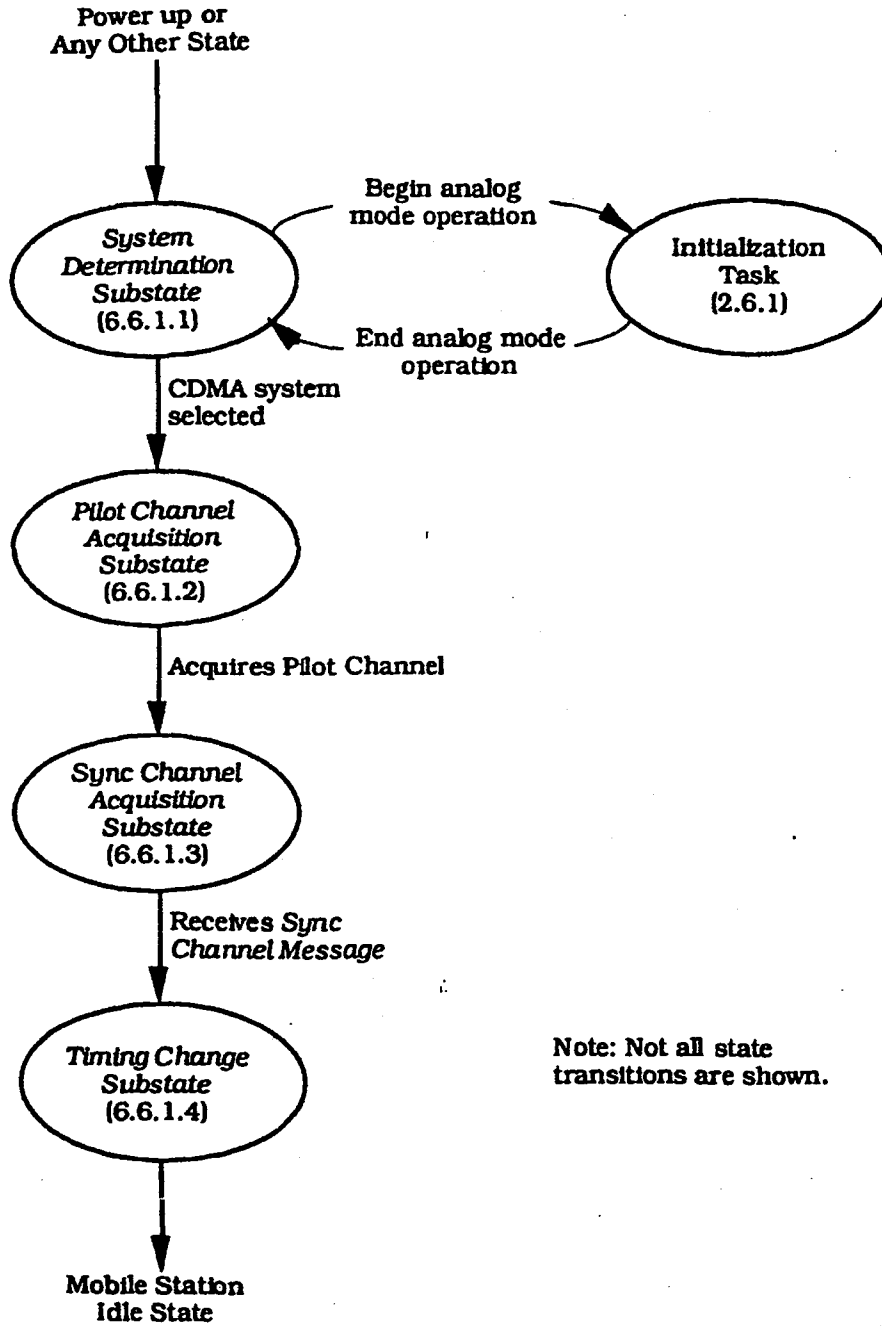 Power up or
Any Other State
Begin analog
mode operation
System
Determination
Substate
(6.6.1.1)
Initialization
Task
(2.6.1)
End analog mode
operation
CDMA system
selected
Pilot Channel
Acquisition
Substate
(6.6.1.2)
Acquires Pilot Channel
Sync Channel
Acquisition
Substate
(6.6.1.3)
Receives Sync
Channel Message
Timing Change
Substate
(6.6.1.4)
Note: Not all state
transitions are shown.
Mobile Station
Idle State